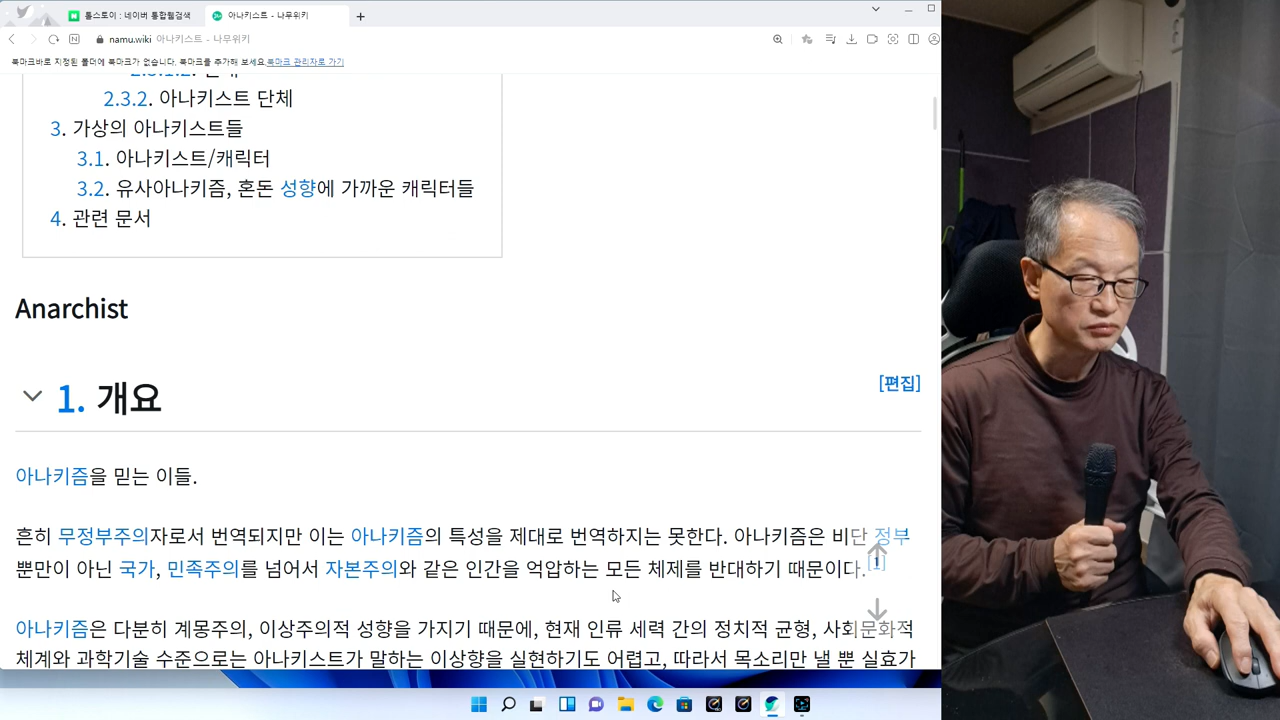 톨스토이 : 네이버 통합웹검색
아나키스트 - 나무위키
namu.wiki 아나키스트 - 나무위키
북마크바로 지정된 폴더에 북마크가 없습니다. 북마크를 추가해 보세요. 북마크 관리자로 가기
2.3.2. 아나키스트 단체
3. 가상의 아나키스트들
3.1. 아나키스트/캐릭터
3.2. 유사아나키즘, 혼돈 성향에 가까운 캐릭터들
4. 관련 문서
Anarchist
1. 개요
[편집]
아나키즘을 믿는 이들.
흔히 무정부주의자로서 번역되지만 이는 아나키즘의 특성을 제대로 번역하지는 못한다. 아나키즘은 비단 정부
뿐만이 아닌 국가, 민족주의를 넘어서 자본주의와 같은 인간을 억압하는 모든 체제를 반대하기 때문이다.[1]
아나키즘은 다분히 계몽주의, 이상주의적 성향을 가지기 때문에, 현재 인류 세력 간의 정치적 균형, 사회문화적
체계와 과학기술 수준으로는 아나키스트가 말하는 이상향을 실현하기도 어렵고, 따라서 목소리만 낼 뿐 실효가